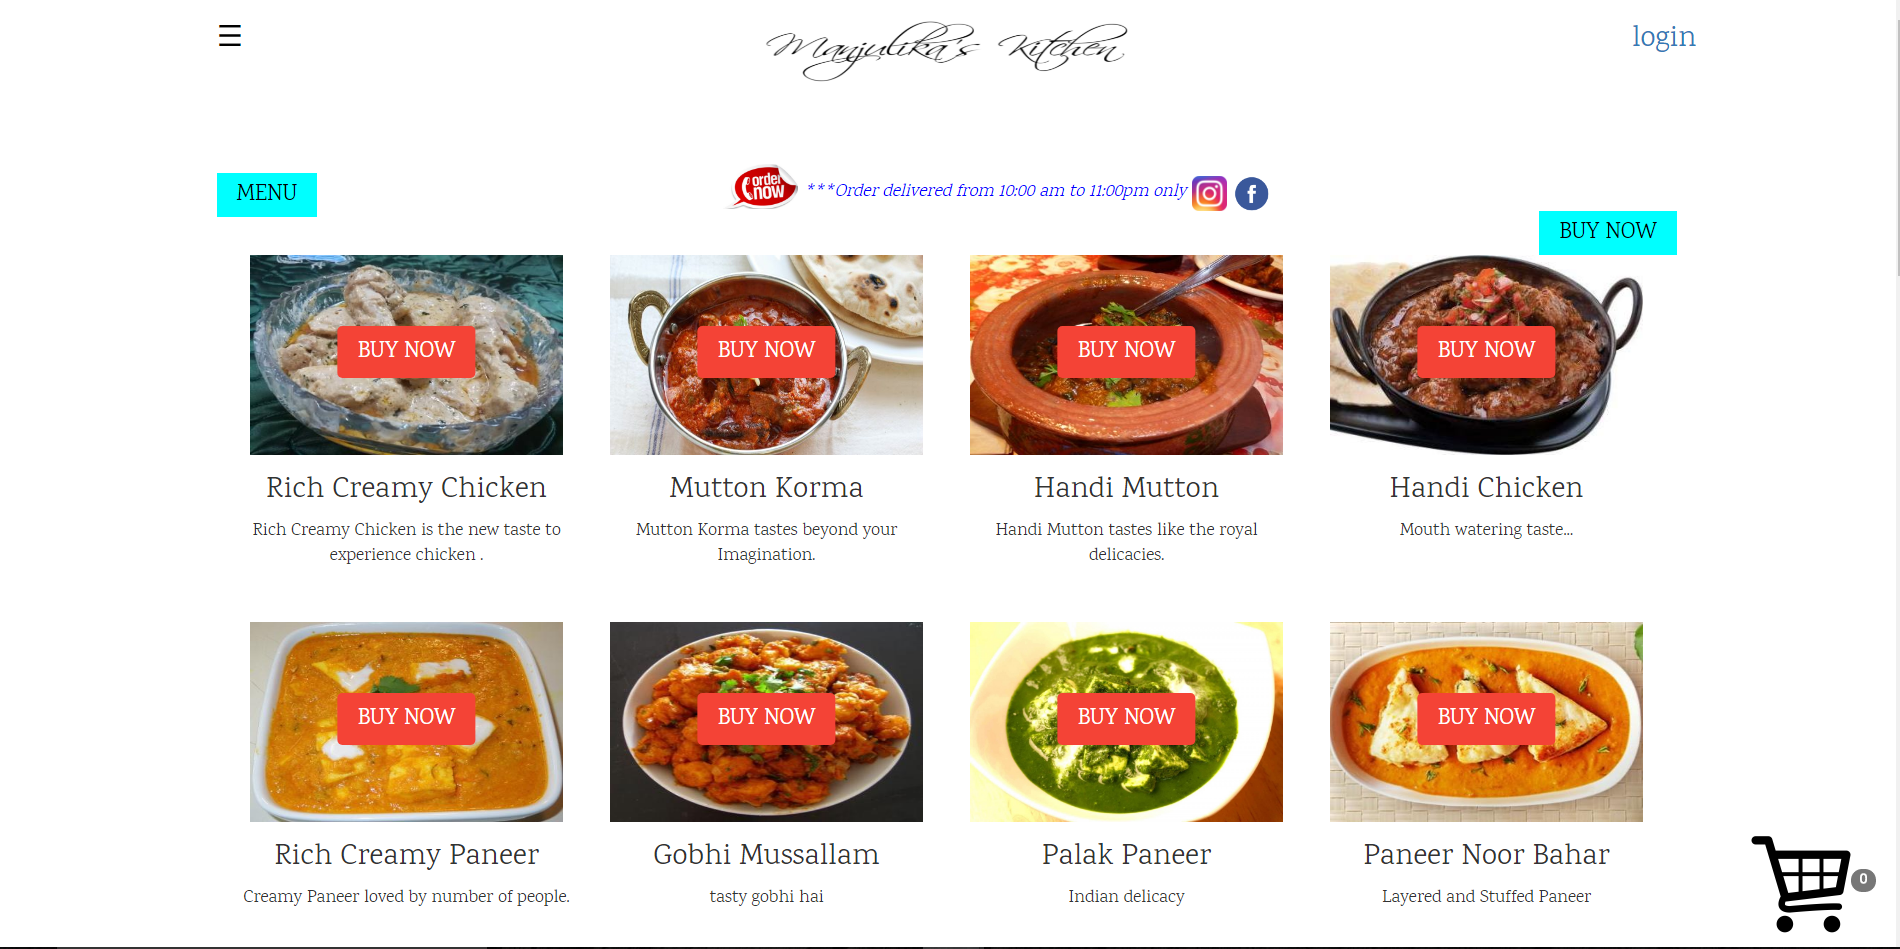 ☰
Manjulika's Kitchen
login
MENU
order now
***Order delivered from 10:00 am to 11:00pm only
BUY NOW
BUY NOW
BUY NOW
BUY NOW
BUY NOW
Rich Creamy Chicken
Mutton Korma
Handi Mutton
Handi Chicken
Rich Creamy Chicken is the new taste to
experience chicken .
Mutton Korma tastes beyond your
Imagination.
Handi Mutton tastes like the royal
delicacies.
Mouth watering taste...
BUY NOW
BUY NOW
BUY NOW
BUY NOW
Rich Creamy Paneer
Gobhi Mussallam
Palak Paneer
Paneer Noor Bahar
Creamy Paneer loved by number of people.
tasty gobhi hai
Indian delicacy
Layered and Stuffed Paneer
0